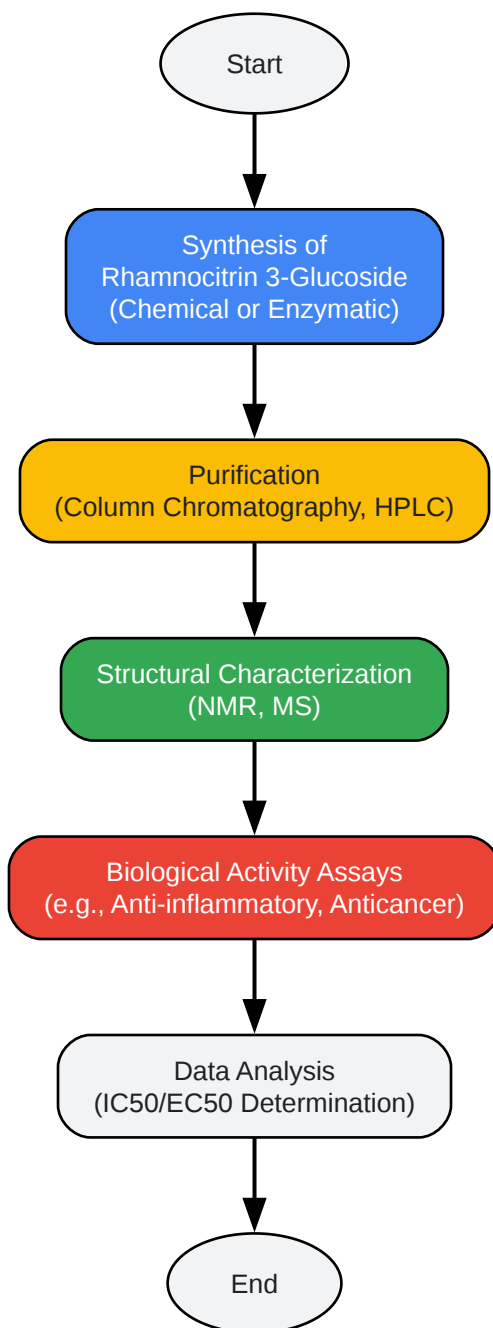 Start
Synthesis of
Rhamnocitrin 3-Glucoside
(Chemical or Enzymatic)
Purification
(Column Chromatography, HPLC)
Structural Characterization
(NMR, MS)
Biological Activity Assays
(e.g., Anti-inflammatory, Anticancer)
Data Analysis
(IC50/EC50 Determination)
End